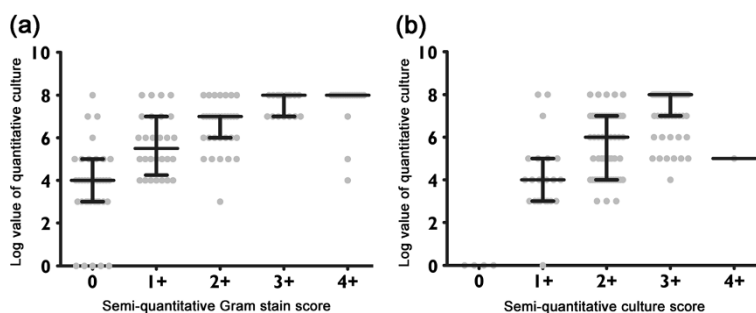 (a)
Log value of quantitative culture
10
8
6
4
2
0
0 1+ 2+ 3+ 4+
Semi-quantitative Gram stain score
(b)
Log value of quantitative culture
10
8
6
4
2
0
0 1+ 2+ 3+ 4+
Semi-quantitative culture score